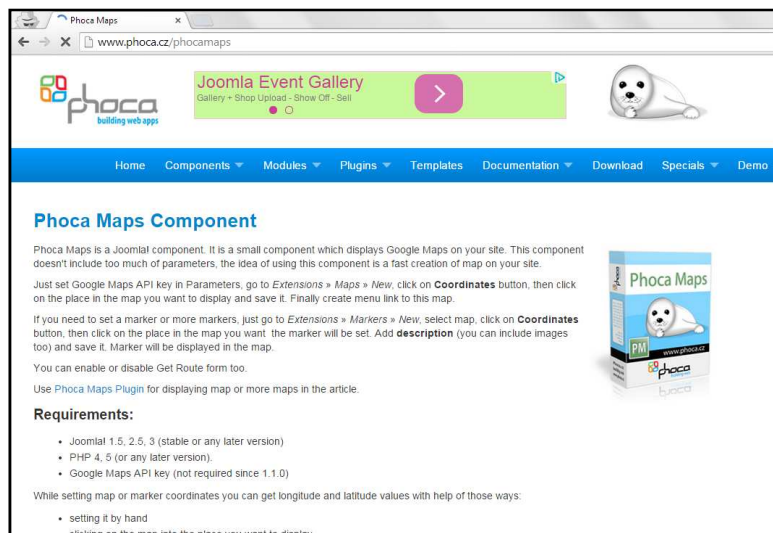 Phoca Maps
www.phoca.cz/phocamaps
phoca
building web apps
Joomla Event Gallery
Gallery + Shop Upload - Show Off - Sell
Home Components Modules Plugins Templates Documentation Download Specials Demo
Phoca Maps Component
Phoca Maps is a Joomla! component. It is a small component which displays Google Maps on your site. This component
doesn't include too much of parameters, the idea of using this component is a fast creation of map on your site.
Just set Google Maps API key in Parameters, go to Extensions » Maps » New, click on Coordinates button, then click
on the place in the map you want to display and save it. Finally create menu link to this map.
If you need to set a marker or more markers, just go to Extensions » Markers » New, select map, click on Coordinates
button, then click on the place in the map you want the marker will be set. Add description (you can include images
too) and save it. Marker will be displayed in the map.
You can enable or disable Get Route form too.
Use Phoca Maps Plugin for displaying map or more maps in the article.
Phoca Maps
PM
www.phoca.cz
phoca
Requirements:
• Joomla! 1.5, 2.5, 3 (stable or any later version)
• PHP 4, 5 (or any later version).
• Google Maps API key (not required since 1.1.0)
While setting map or marker coordinates you can get longitude and latitude values with help of those ways:
• setting it by hand
• clicking on the map into the place you want to display